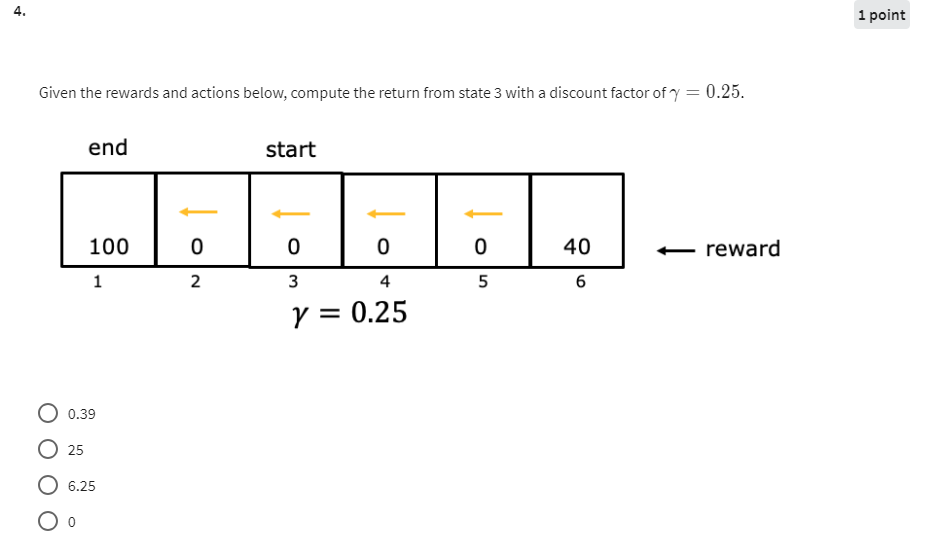 4.
1 point
Given the rewards and actions below, compute the return from state 3 with a discount factor of γ = 0.25.
end start
100 0 0 0 0 40 reward
1 2 3 4 5 6
γ = 0.25
0.39
25
6.25
0